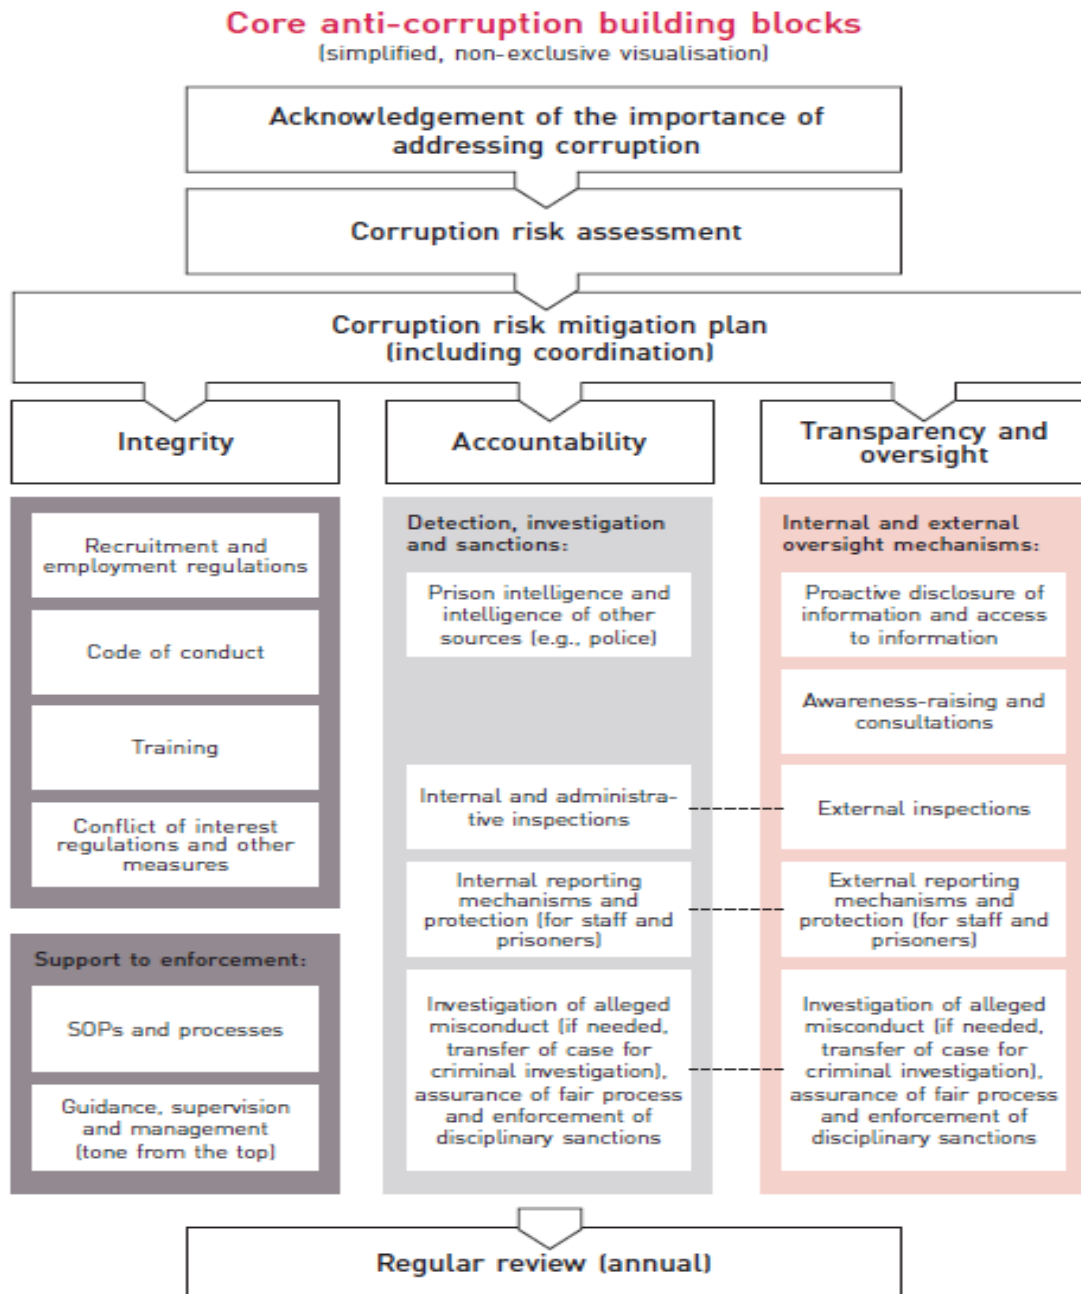 Core anti-corruption building blocks
(simplified, non-exclusive visualisation)
Acknowledgement of the importance of
addressing corruption
Corruption risk assessment
Corruption risk mitigation plan
(including coordination)
Integrity
Recruitment and
employment regulations
Code of conduct
Training
Conflict of interest
regulations and other
measures
Support to enforcement:
SOPs and processes
Guidance, supervision
and management
(tone from the top)
Accountability
Detection, investigation
and sanctions:
Prison intelligence and
intelligence of other
sources (e.g., police)
Internal and administra-
tive inspections
Internal reporting
mechanisms and
protection (for staff and
prisoners)
Investigation of alleged
misconduct (if needed,
transfer of case for
criminal investigation),
assurance of fair process
and enforcement of
disciplinary sanctions
Transparency and
oversight
Internal and external
oversight mechanisms:
Proactive disclosure of
information and access
to information
Awareness-raising and
consultations
External inspections
External reporting
mechanisms and
protection (for staff and
prisoners)
Investigation of alleged
misconduct (if needed,
transfer of case for
criminal investigation),
assurance of fair process
and enforcement of
disciplinary sanctions
Regular review (annual)